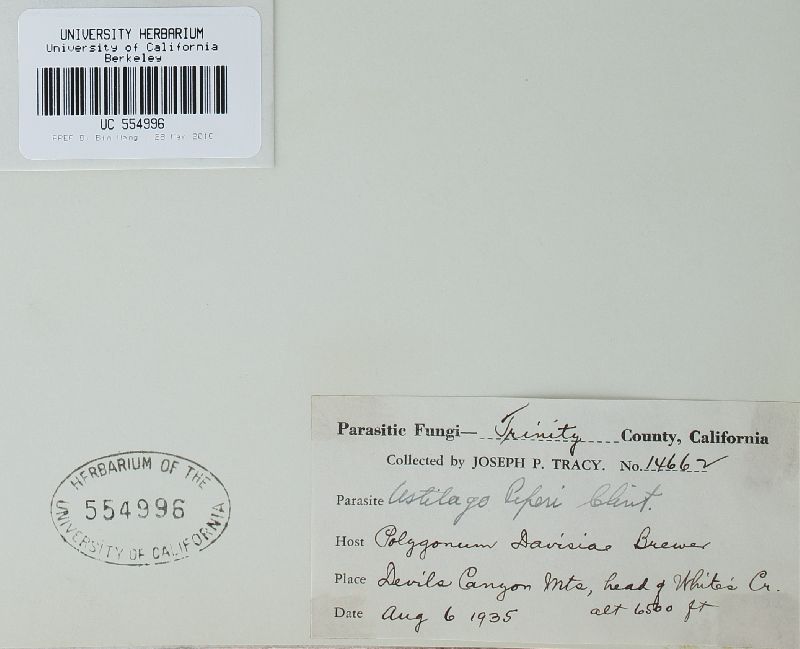 UNIVERSITY HERBARIUM
University of California
Berkeley
UC 554996
HERBARIUM OF THE
554996
UNIVERSITY OF CALIFORNIA
Parasitic Fungi— Trinity County, California
Collected by JOSEPH P. TRACY. No. 14662
Parasite Ustilago Piperi Clint.
Host Polygonum Davisiae Brewer
Place Devils Canyon Mts, head of White's Cr.
alt 6500 ft
Date Aug 6 1935